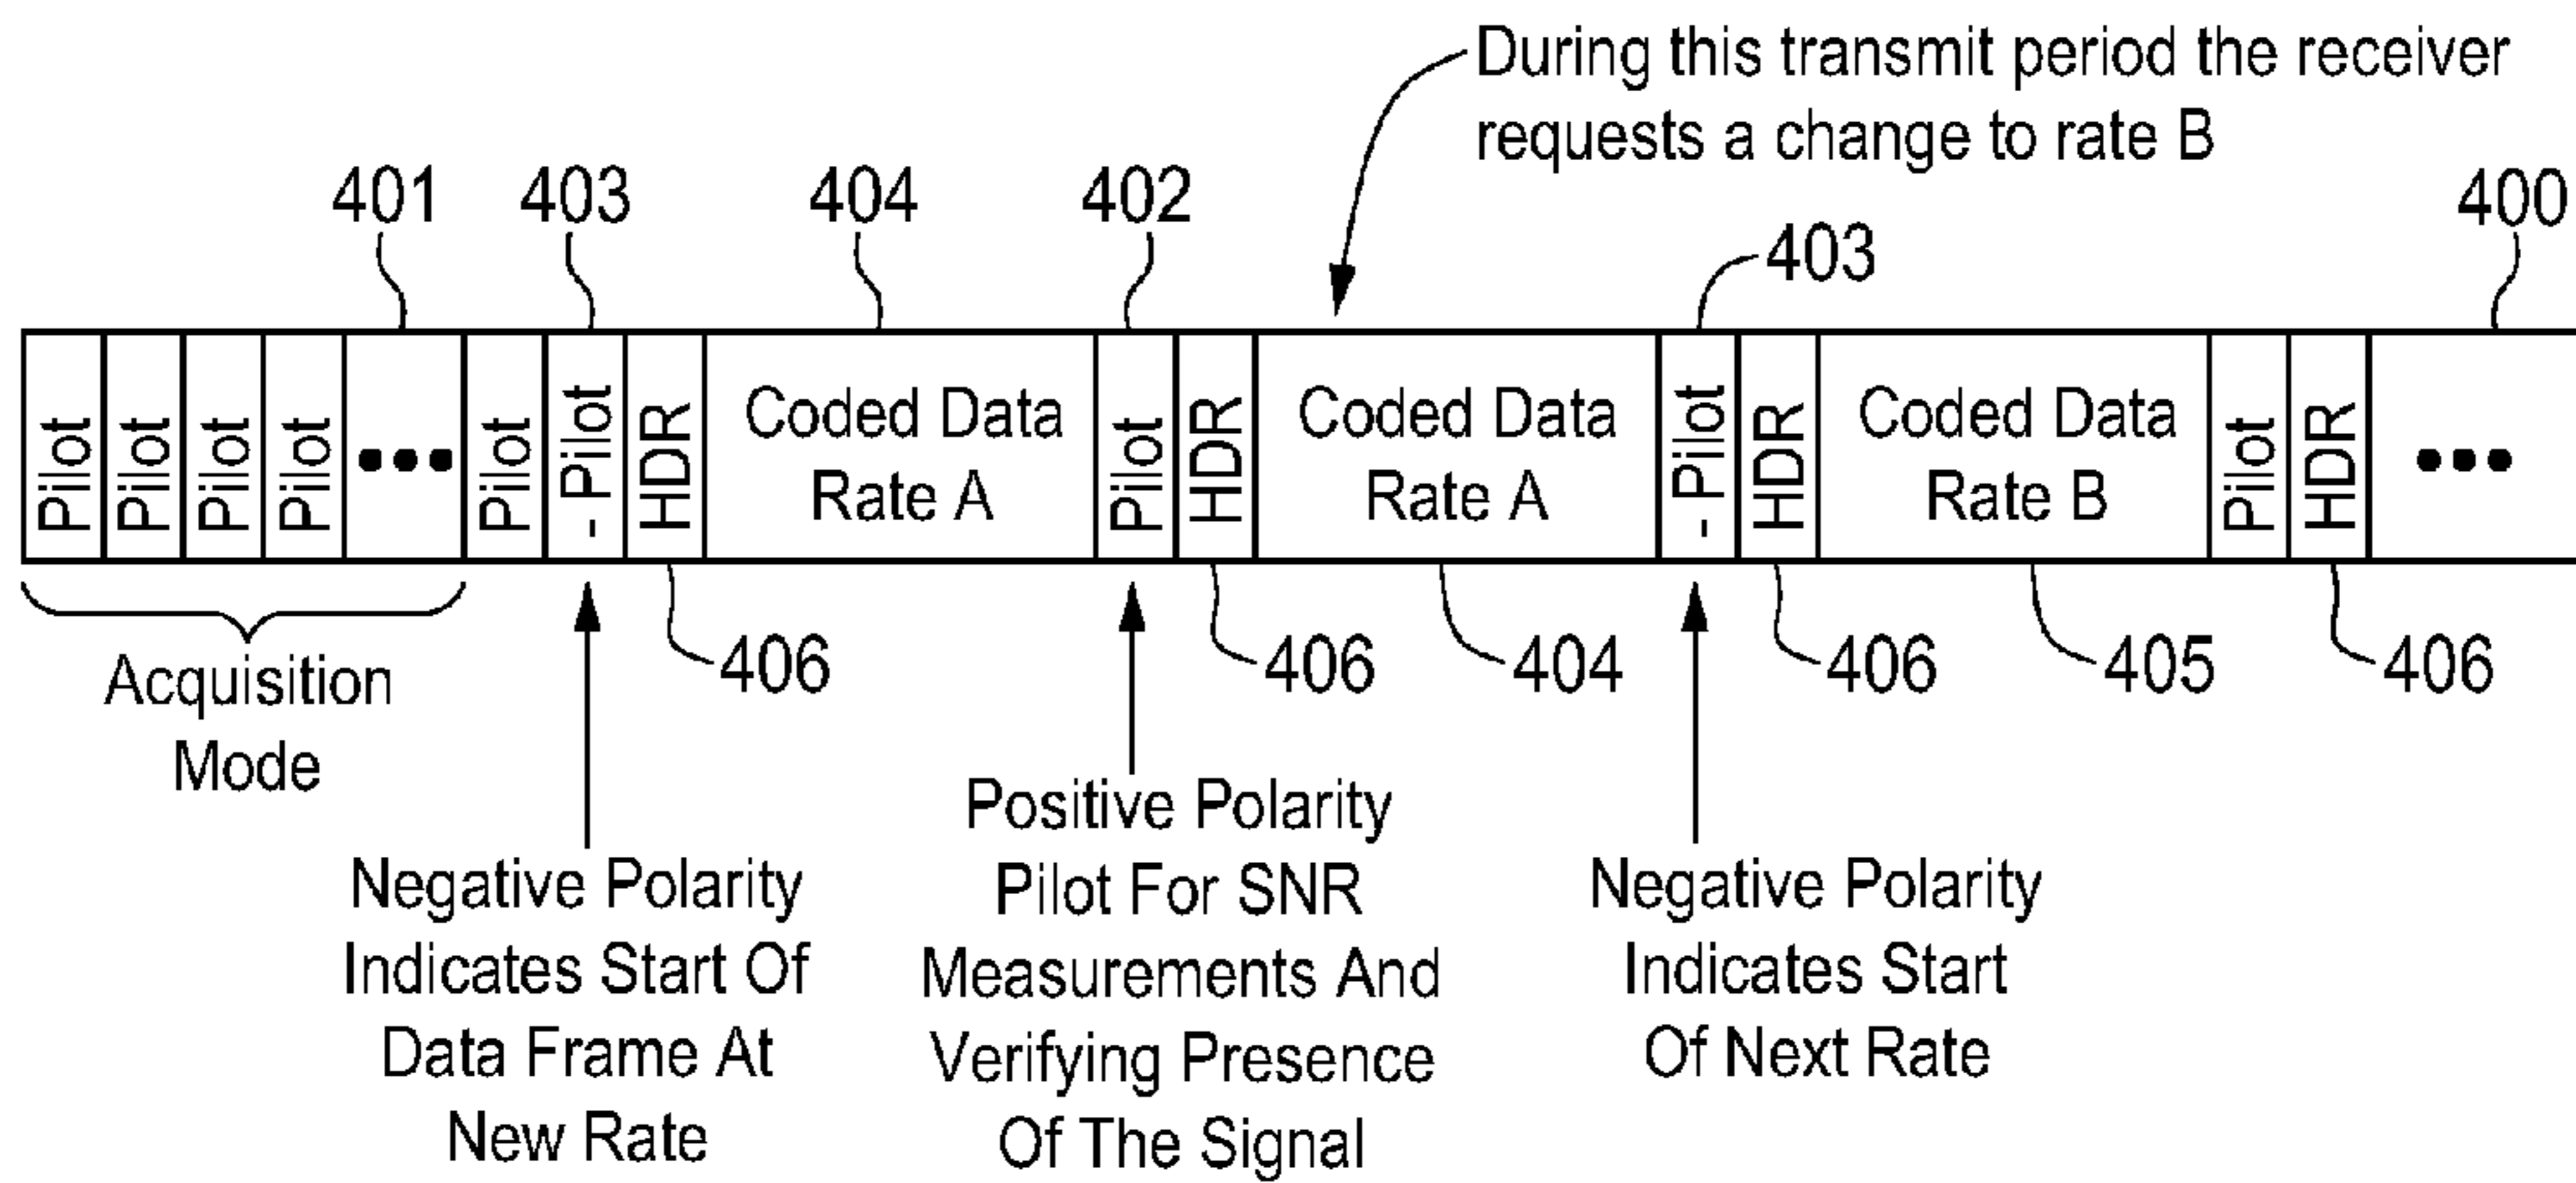 During this transmit period the receiver
requests a change to rate B
401
403
404
402
403
400
Pilot
Pilot
Pilot
Pilot
•••
Pilot
- Pilot
HDR
Coded Data
Rate A
Pilot
HDR
Coded Data
Rate A
- Pilot
HDR
Coded Data
Rate B
Pilot
HDR
•••
406
406
404
406
405
406
Acquisition
Mode
Negative Polarity
Indicates Start Of
Data Frame At
New Rate
Positive Polarity
Pilot For SNR
Measurements And
Verifying Presence
Of The Signal
Negative Polarity
Indicates Start
Of Next Rate